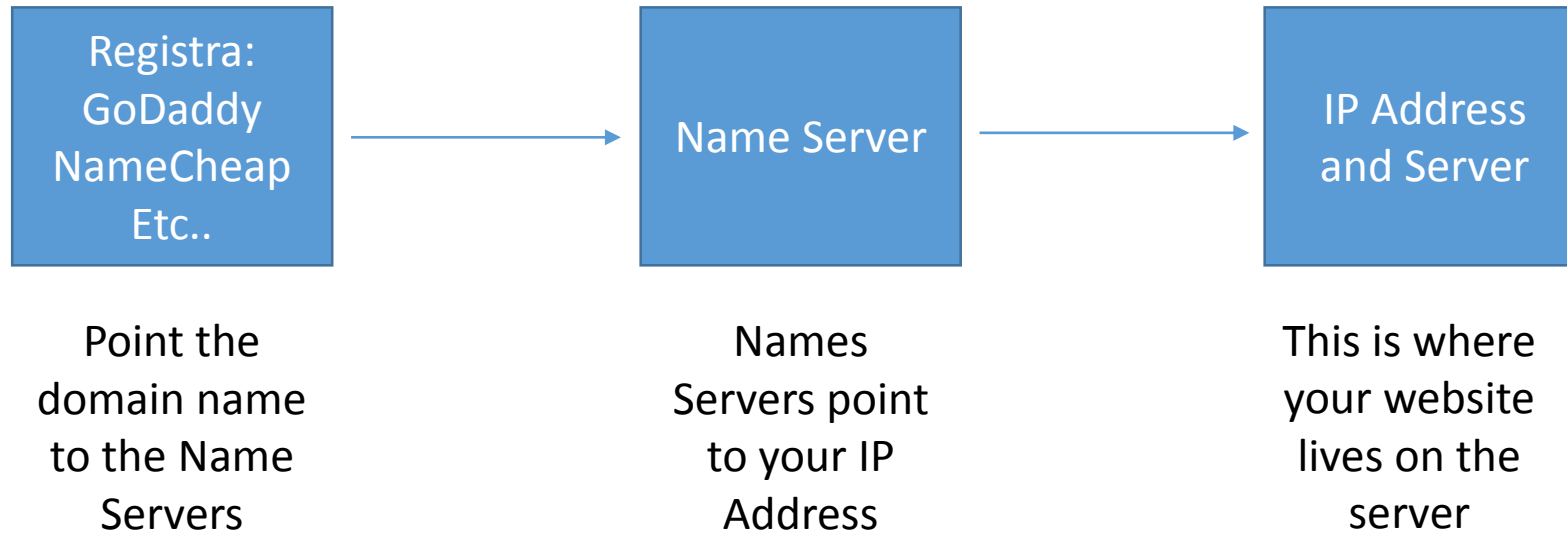 Registra:
GoDaddy
NameCheap
Etc..
Name Server
IP Address
and Server
Point the
domain name
to the Name
Servers
Names
Servers point
to your IP
Address
This is where
your website
lives on the
server